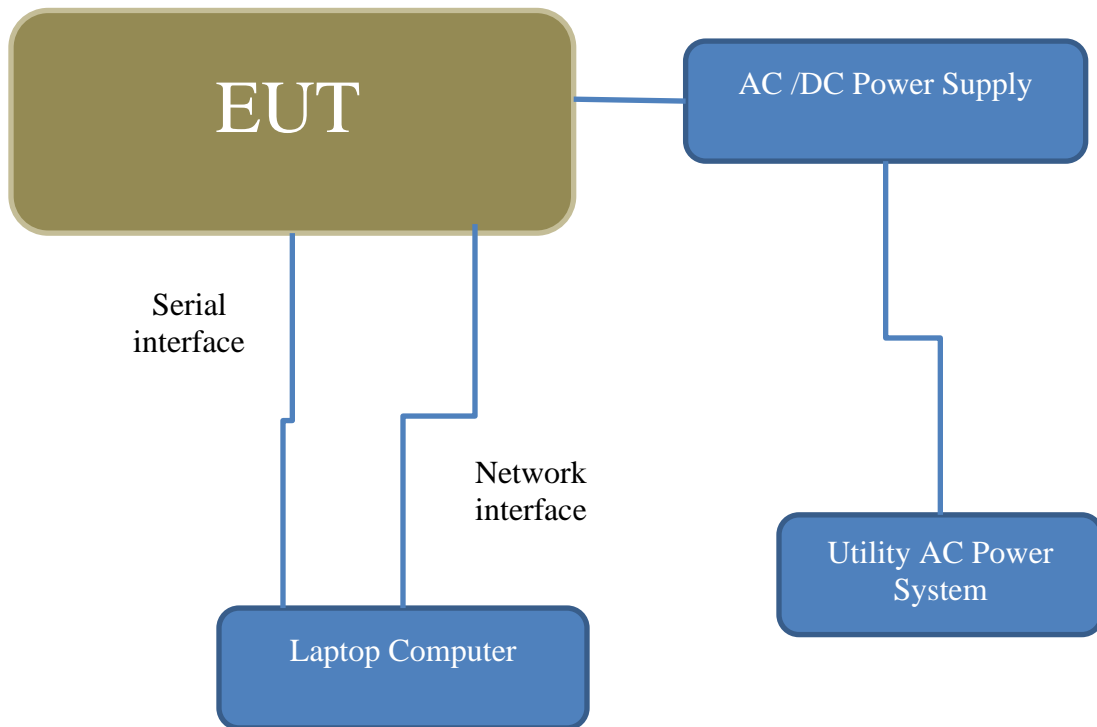 EUT
AC /DC Power Supply
Serial
interface
Network
interface
Utility AC Power
System
Laptop Computer